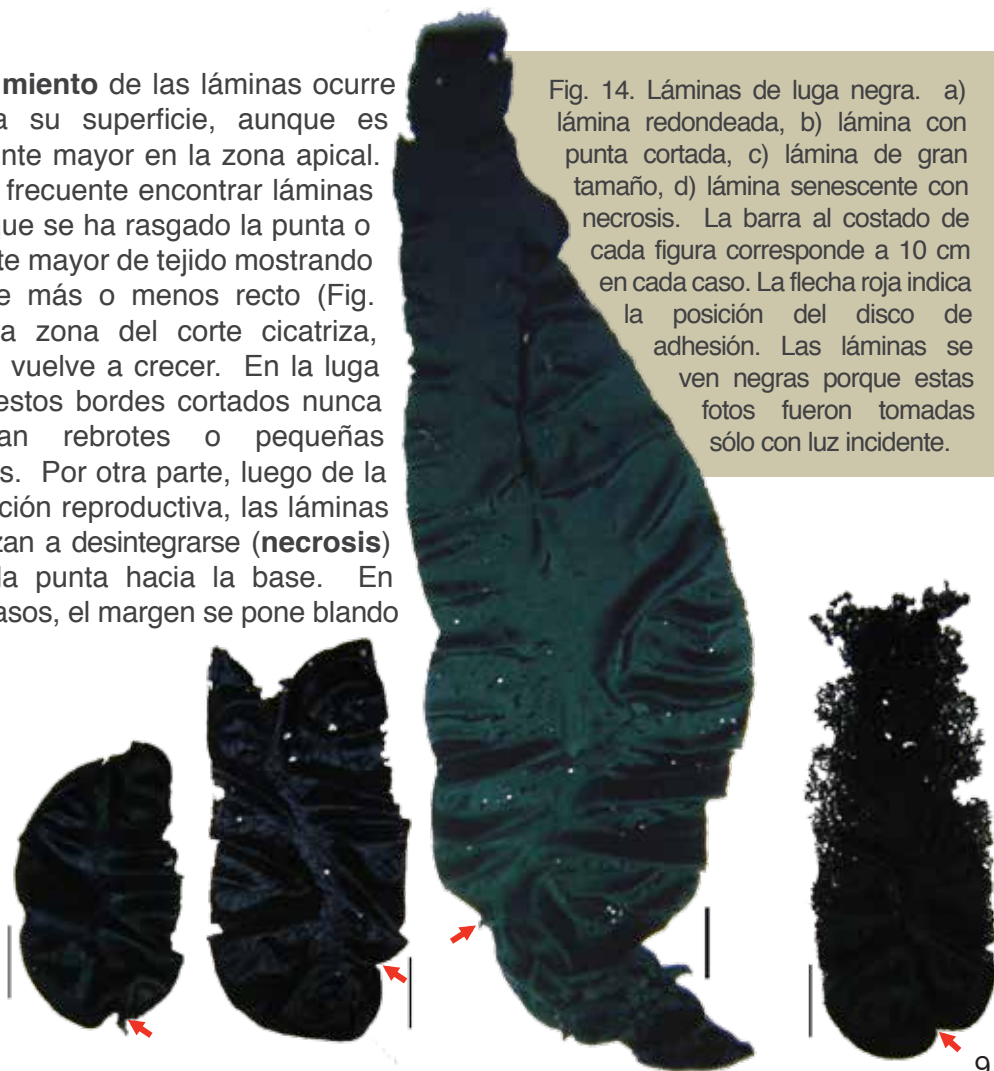 miento de las láminas ocurre
a su superficie, aunque es
nte mayor en la zona apical.
frecuente encontrar láminas
que se ha rasgado la punta o
te mayor de tejido mostrando
e más o menos recto (Fig.
a zona del corte cicatriza,
vuelve a crecer. En la luga
estos bordes cortados nunca
an rebrotes o pequeñas
s. Por otra parte, luego de la
ción reproductiva, las láminas
zan a desintegrarse (necrosis)
la punta hacia la base. En
asos, el margen se pone blando
Fig. 14. Láminas de luga negra. a)
lámina redondeada, b) lámina con
punta cortada, c) lámina de gran
tamaño, d) lámina senescente con
necrosis. La barra al costado de
cada figura corresponde a 10 cm
en cada caso. La flecha roja indica
la posición del disco de
adhesión. Las láminas se
ven negras porque estas
fotos fueron tomadas
sólo con luz incidente.
9